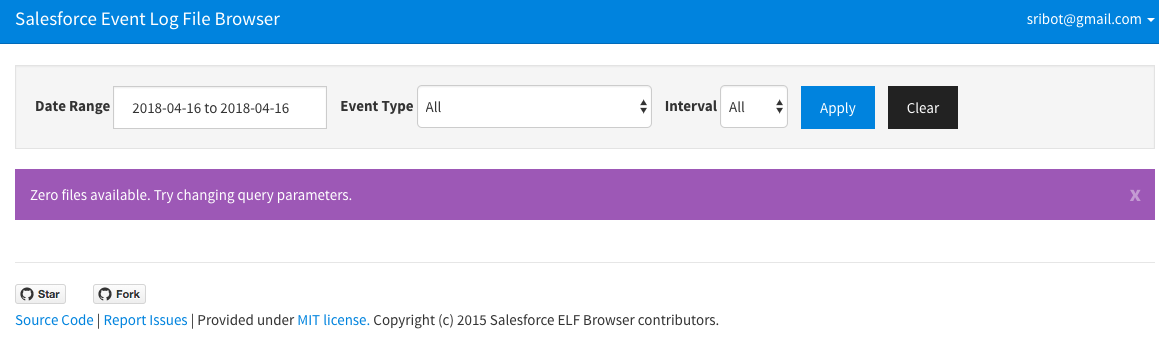 Salesforce Event Log File Browser sribot@gmail.com
Date Range 2018-04-16 to 2018-04-16 Event Type All Interval All Apply Clear
Zero files available. Try changing query parameters. x
Star Fork
Source Code | Report Issues | Provided under MIT license. Copyright (c) 2015 Salesforce ELF Browser contributors.